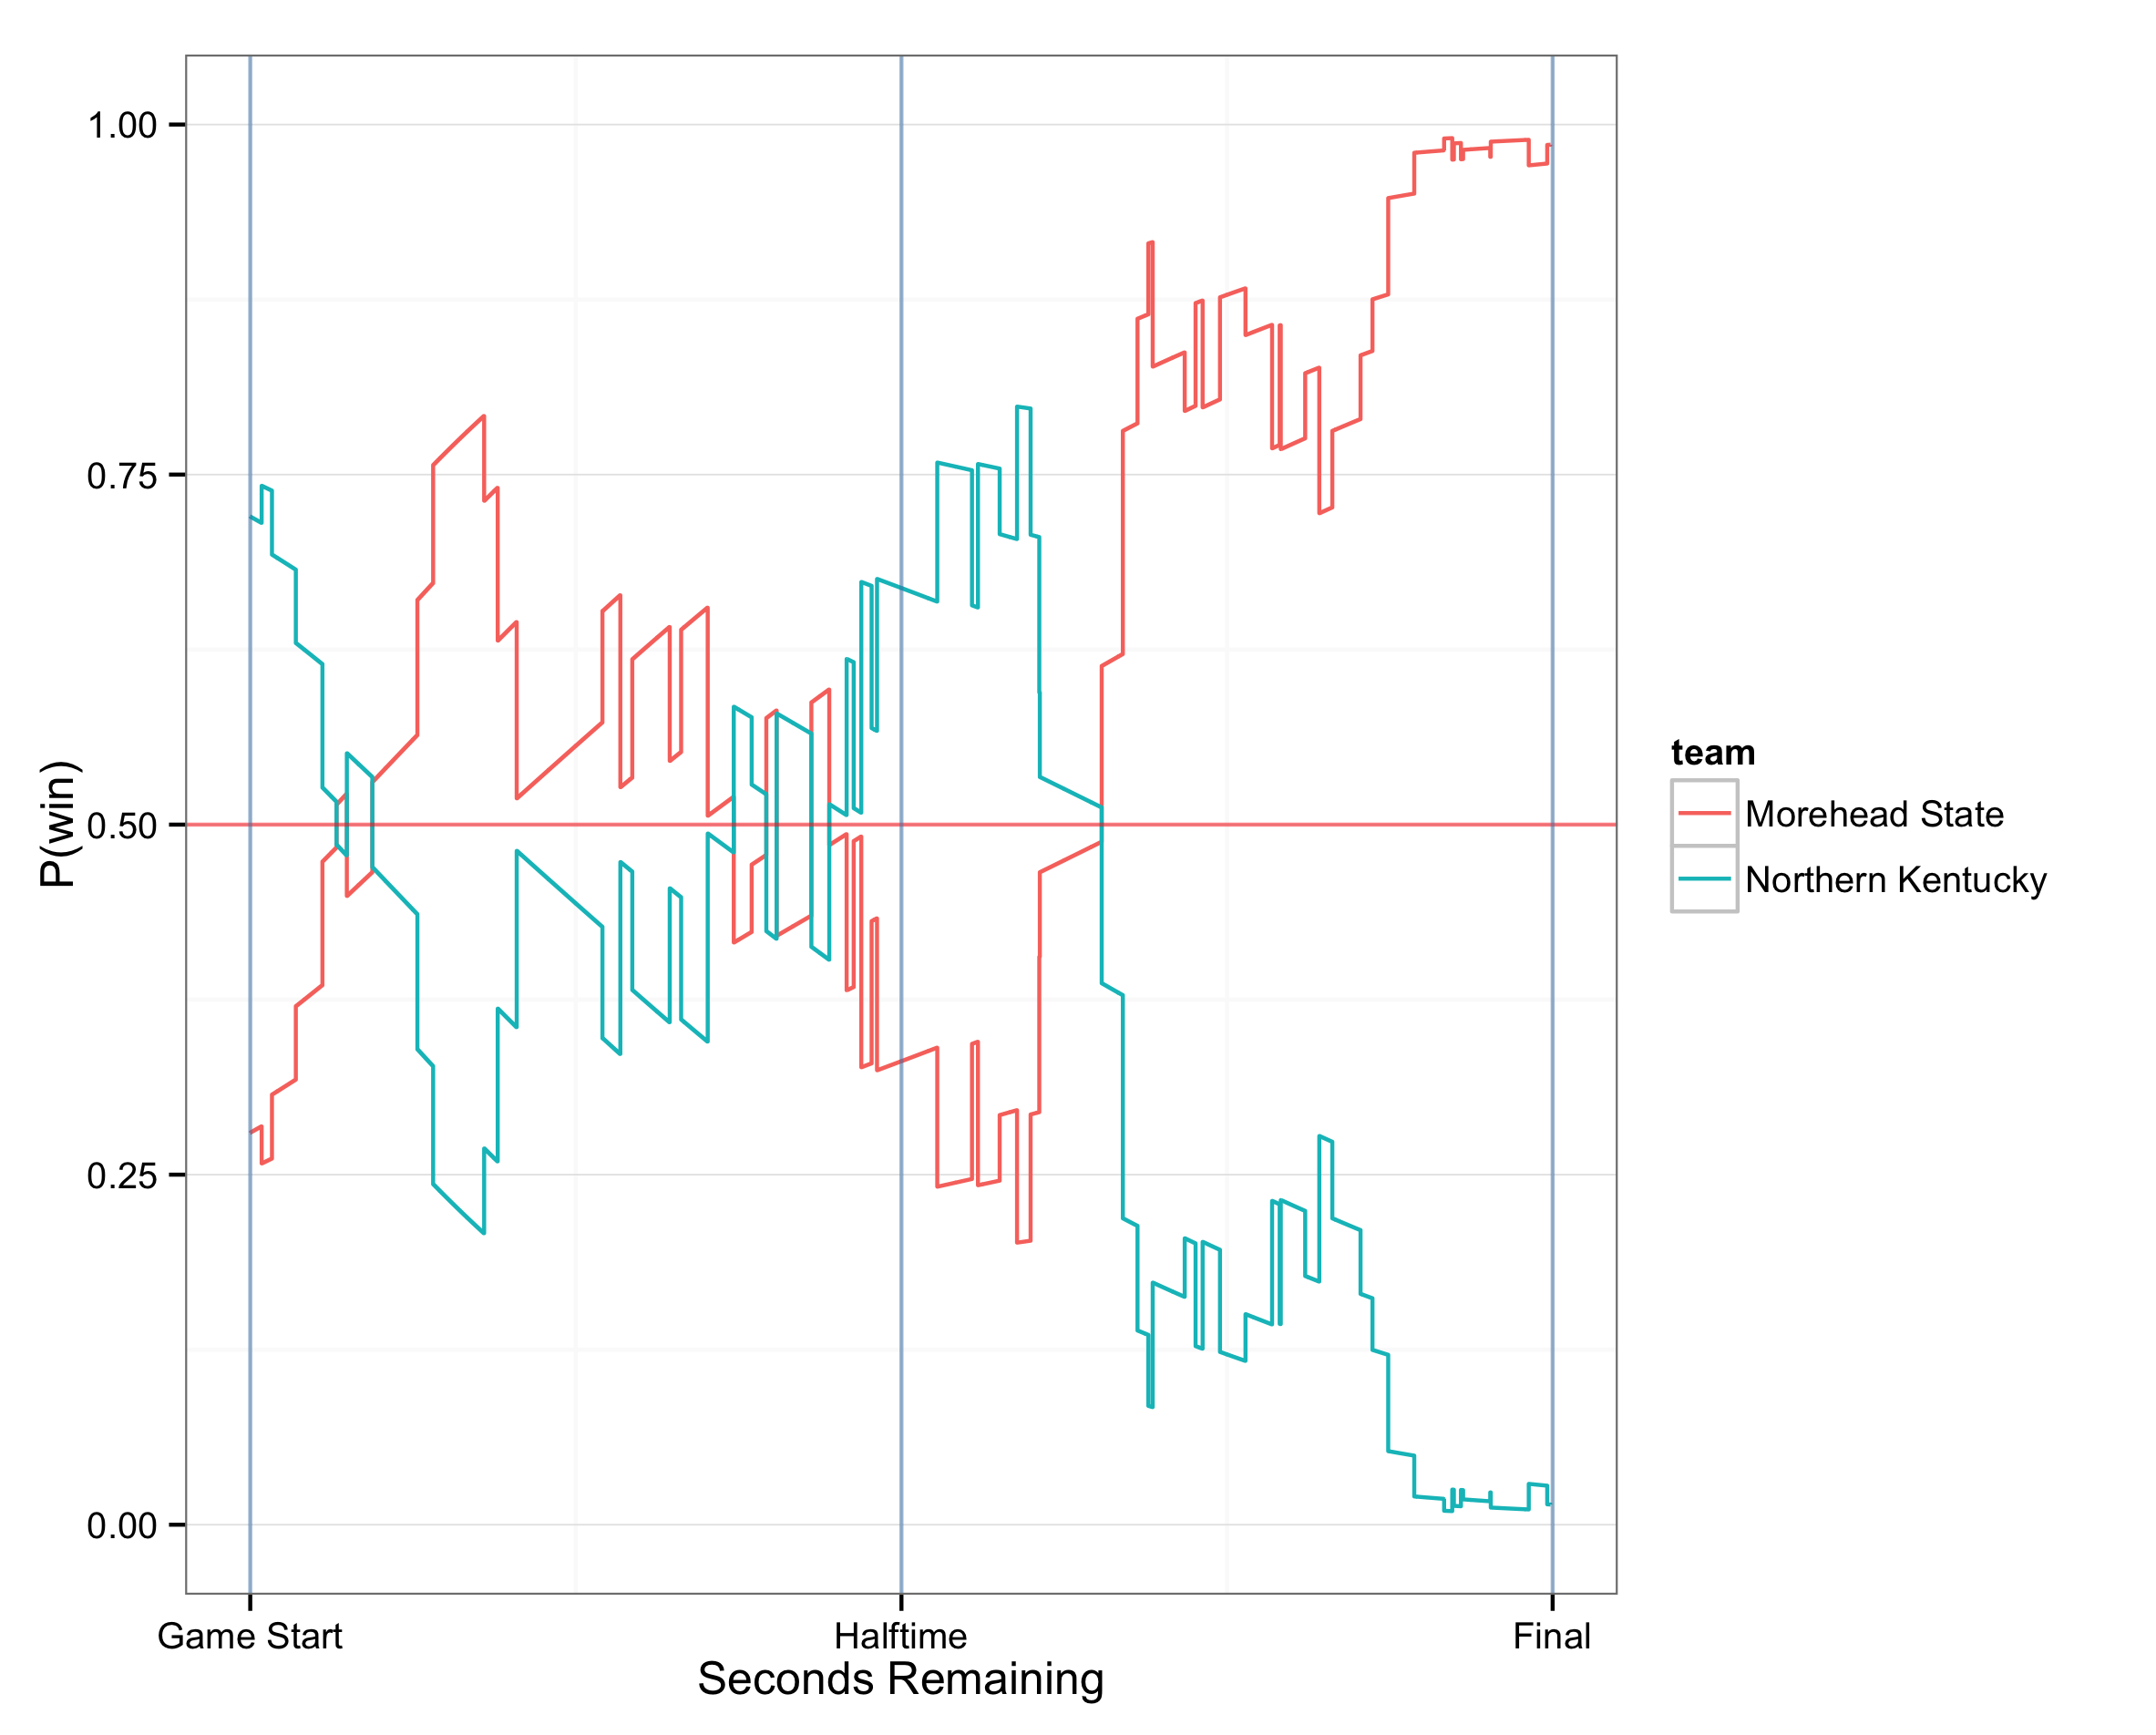 1.00
0.75
0.50
0.25
0.00
P(win)
Game Start Halftime Final
Seconds Remaining
team
Morehead State
Northern Kentucky